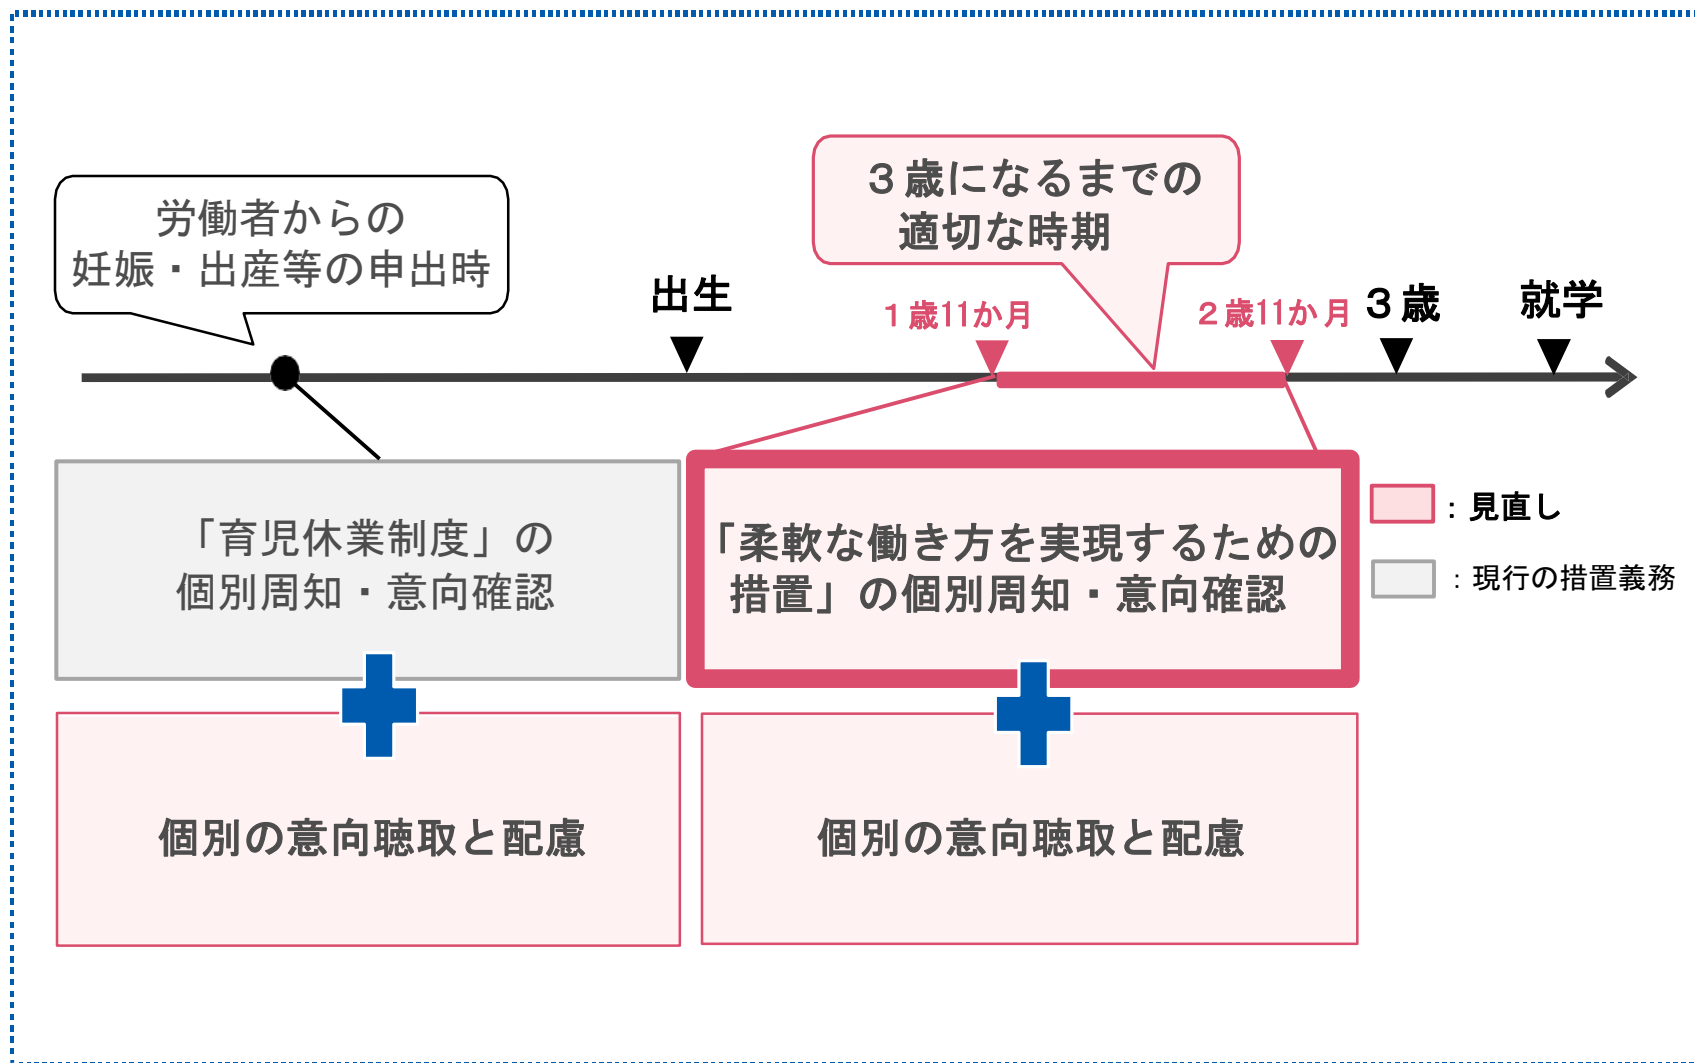 労働者からの
妊娠・出産等の申出時
３歳になるまでの
適切な時期
出生
１歳11か月
２歳11か月
３歳
就学
「育児休業制度」の
個別周知・意向確認
「柔軟な働き方を実現するための
措置」の個別周知・意向確認
：見直し
：現行の措置義務
個別の意向聴取と配慮
個別の意向聴取と配慮